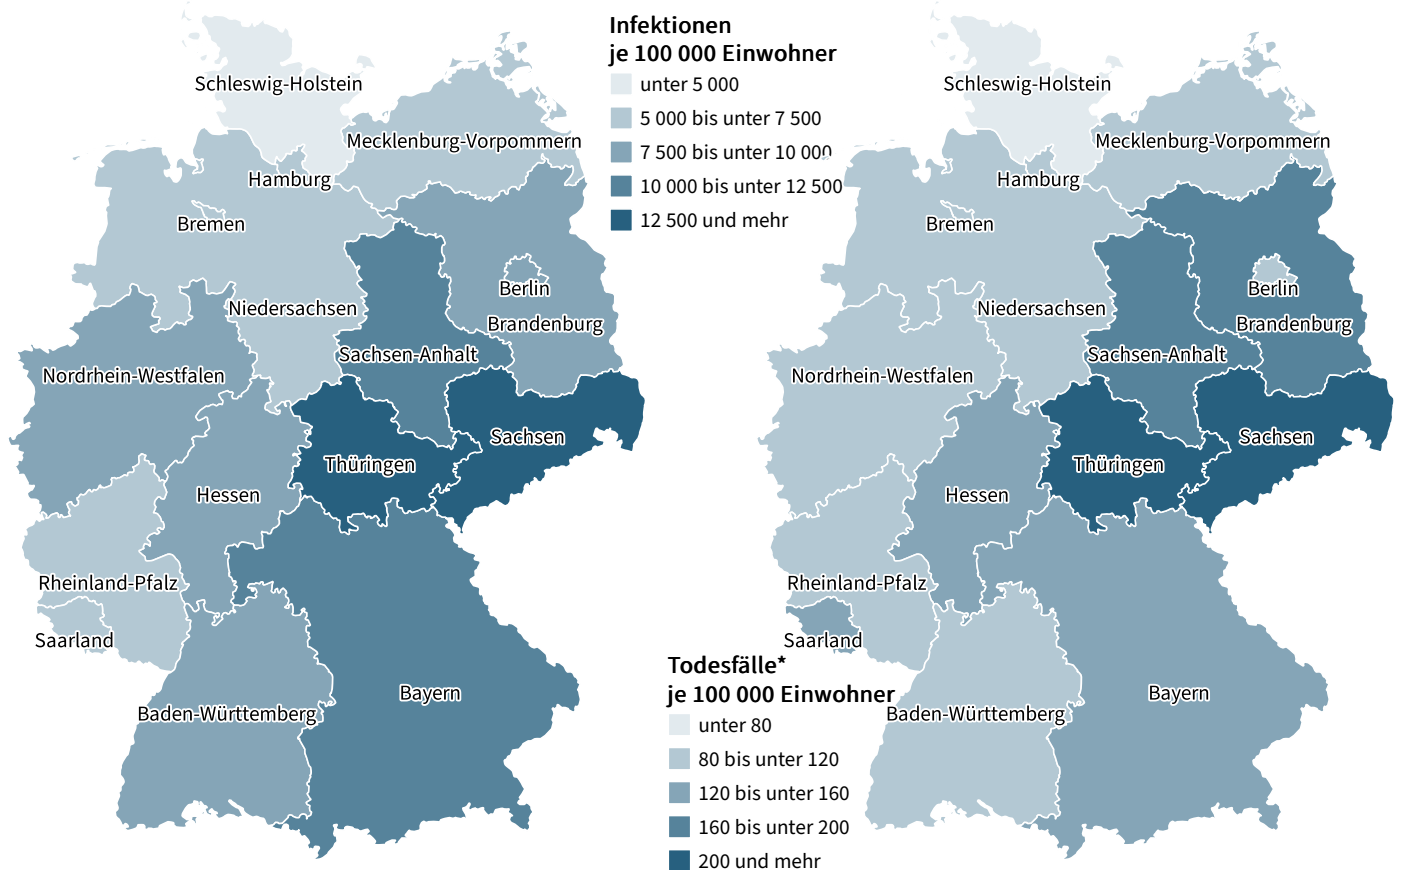 Infektionen
je 100 000 Einwohner
unter 5 000
5 000 bis unter 7 500
7 500 bis unter 10 000
10 000 bis unter 12 500
12 500 und mehr
Schleswig-Holstein
Mecklenburg-Vorpommern
Hamburg
Bremen
Berlin
Niedersachsen
Brandenburg
Sachsen-Anhalt
Nordrhein-Westfalen
Sachsen
Thüringen
Hessen
Rheinland-Pfalz
Saarland
Bayern
Baden-Württemberg
Todesfälle*
je 100 000 Einwohner
unter 80
80 bis unter 120
120 bis unter 160
160 bis unter 200
200 und mehr
Schleswig-Holstein
Mecklenburg-Vorpommern
Hamburg
Bremen
Berlin
Niedersachsen
Brandenburg
Sachsen-Anhalt
Nordrhein-Westfalen
Sachsen
Thüringen
Hessen
Rheinland-Pfalz
Saarland
Bayern
Baden-Württemberg